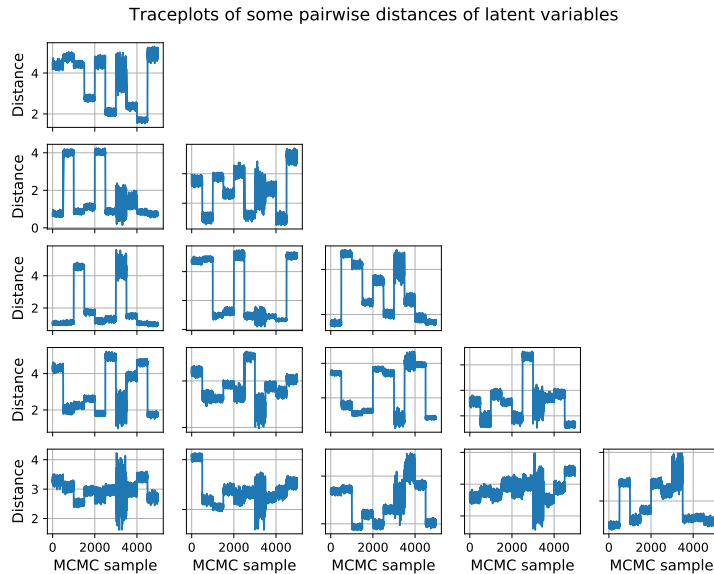 Traceplots of some pairwise distances of latent variables
Distance
4
2
Distance
4
2
0
Distance
4
2
Distance
4
2
Distance
4
3
2
0 2000 4000
0 2000 4000
0 2000 4000
0 2000 4000
0 2000 4000
MCMC sample
MCMC sample
MCMC sample
MCMC sample
MCMC sample